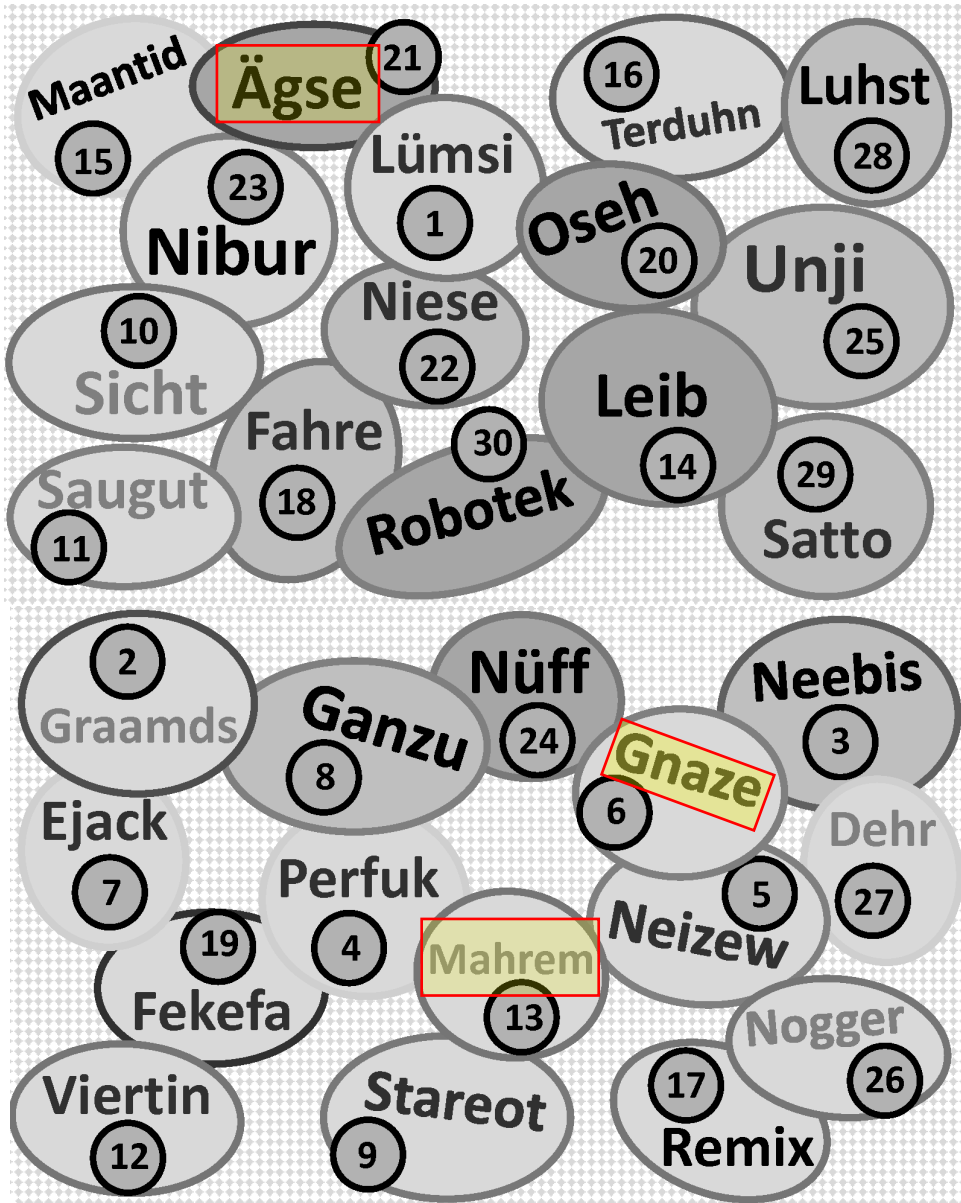 Maantid
15
Ägse
21
16
Terduhn
Luhst
28
Lümsi
1
23
Nibur
Oseh
20
Unji
25
10
Sicht
Niese
22
Leib
14
Fahre
18
30
Robotek
29
Satto
Saugut
11
2
Graamds
Ganzu
8
Nüff
24
Neebis
3
Gnaze
6
Ejack
7
Perfuk
4
Dehr
27
5
Neizew
19
Fekefa
Mahrem
13
Nogger
26
Viertin
12
Stareot
9
17
Remix